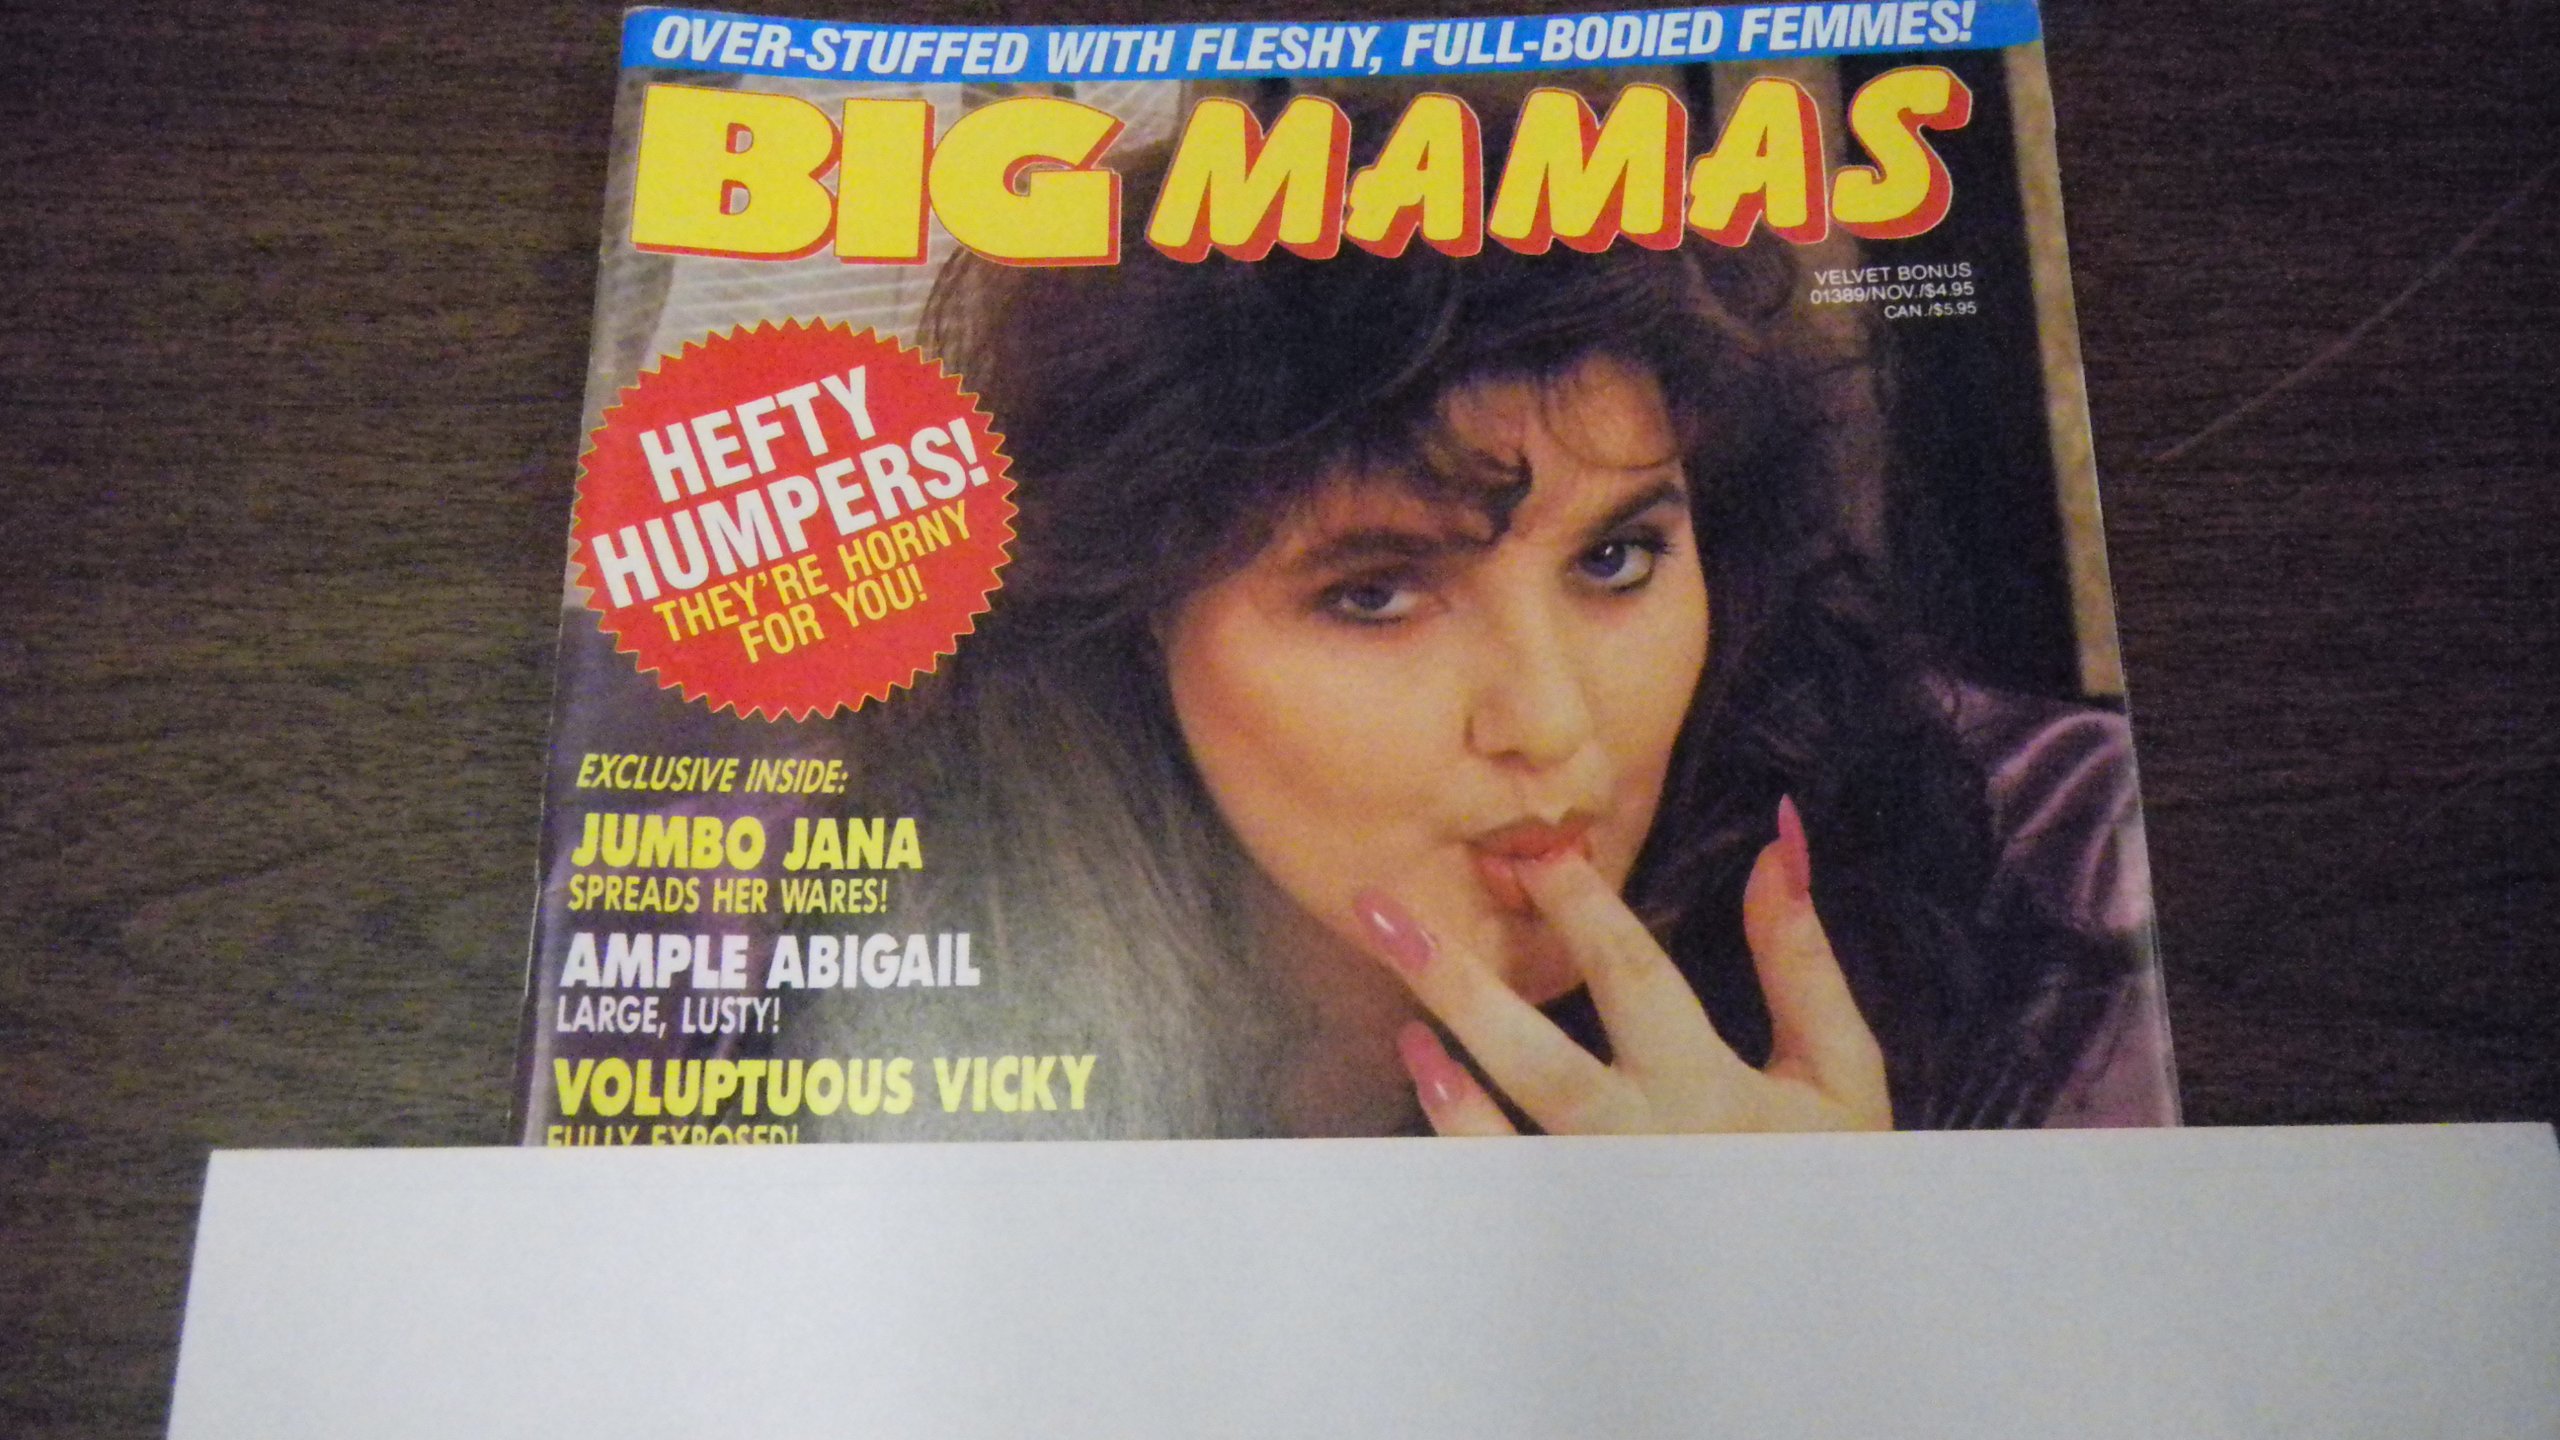 OVER-STUFFED WITH FLESHY, FULL-BODIED FEMMES!
BIG MAMAS
VELVET BONUS
01389/NOV./$4.95
CAN./$5.95
HEFTY
HUMPERS!
THEY'RE HORNY
FOR YOU!
EXCLUSIVE INSIDE:
JUMBO JANA
SPREADS HER WARES!
AMPLE ABIGAIL
LARGE, LUSTY!
VOLUPTUOUS VICKY
FULLY EXPOSED!